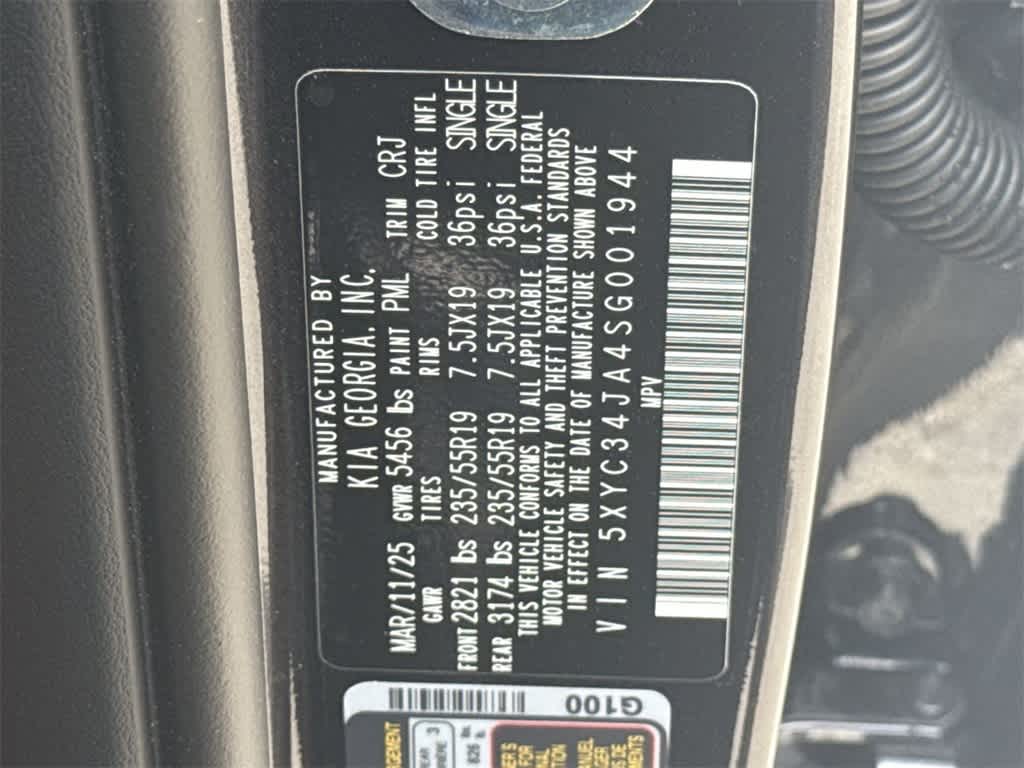 MANUFACTURED BY
KIA GEORGIA. INC.
MAR/11/25 GVWR 5456 lbs PAINT PML TRIM CRJ
GAWR TIRES RIMS COLD TIRE INFL
FRONT 2821 lbs 235/55R19 7.5JX19 36psi SINGLE
REAR 3174 lbs 235/55R19 7.5JX19 36psi SINGLE
THIS VEHICLE CONFORMS TO ALL APPLICABLE U.S.A. FEDERAL
MOTOR VEHICLE SAFETY AND THEFT PREVENTION STANDARDS
IN EFFECT ON THE DATE OF MANUFACTURE SHOWN ABOVE
VIN 5XYC34JA4SG001944
MPV
G100
3